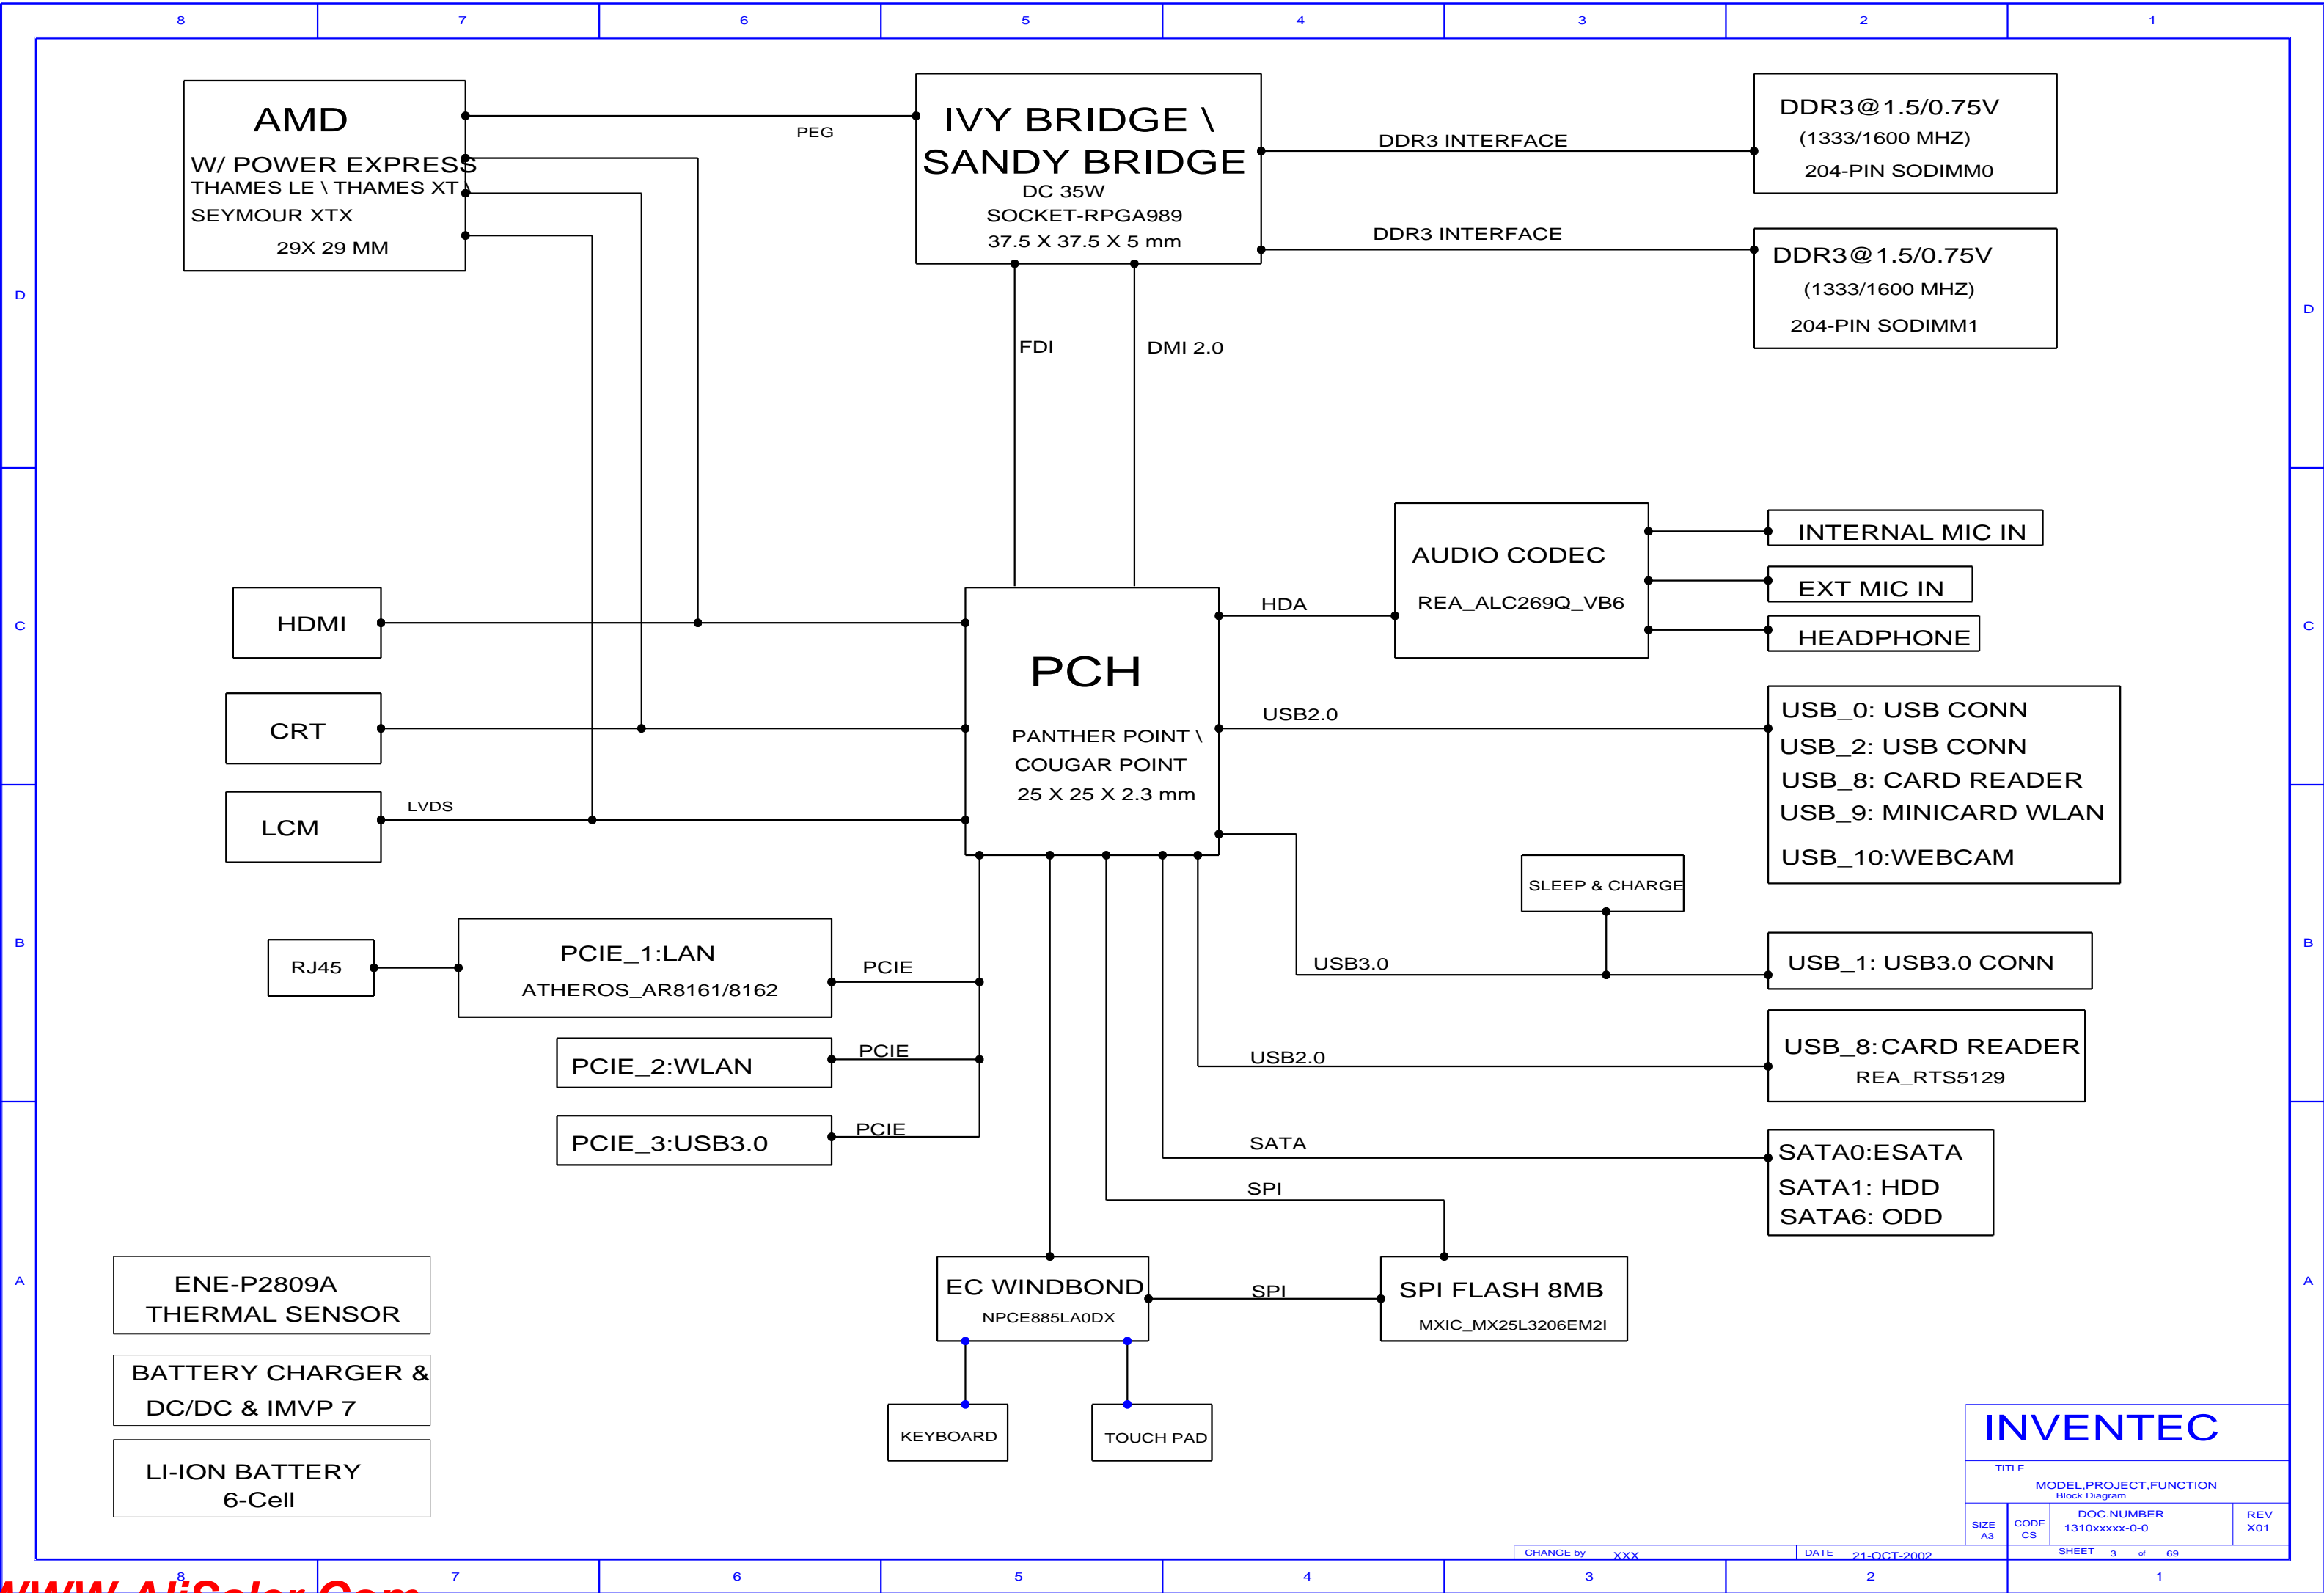 8 7 6 5 4 3 2 1
AMD
W/ POWER EXPRESS
THAMES LE \ THAMES XT \
SEYMOUR XTX
29X 29 MM
PEG
IVY BRIDGE \
SANDY BRIDGE
DC 35W
SOCKET-RPGA989
37.5 X 37.5 X 5 mm
DDR3 INTERFACE
DDR3@1.5/0.75V
(1333/1600 MHZ)
204-PIN SODIMM0
DDR3 INTERFACE
DDR3@1.5/0.75V
(1333/1600 MHZ)
204-PIN SODIMM1
D
D
FDI
DMI 2.0
AUDIO CODEC
REA_ALC269Q_VB6
INTERNAL MIC IN
EXT MIC IN
HEADPHONE
HDA
C
C
HDMI
CRT
LCM
LVDS
PCH
PANTHER POINT \
COUGAR POINT
25 X 25 X 2.3 mm
USB2.0
USB_0: USB CONN
USB_2: USB CONN
USB_8: CARD READER
USB_9: MINICARD WLAN
USB_10:WEBCAM
SLEEP & CHARGE
B
B
RJ45
PCIE_1:LAN
ATHEROS_AR8161/8162
PCIE
PCIE_2:WLAN
PCIE
PCIE_3:USB3.0
PCIE
USB3.0
USB_1: USB3.0 CONN
USB2.0
USB_8:CARD READER
REA_RTS5129
SATA
SATA0:ESATA
SATA1: HDD
SATA6: ODD
SPI
A
A
EC WINDBOND
NPCE885LA0DX
SPI
SPI FLASH 8MB
MXIC_MX25L3206EM2I
KEYBOARD
TOUCH PAD
ENE-P2809A
THERMAL SENSOR
BATTERY CHARGER &
DC/DC & IMVP 7
LI-ION BATTERY
6-Cell
INVENTEC
TITLE
MODEL,PROJECT,FUNCTION
Block Diagram
SIZE
A3
CODE
CS
DOC.NUMBER
1310xxxxx-0-0
REV
X01
CHANGE by XXX
DATE 21-OCT-2002
SHEET 3 of 69
8 7 6 5 4 3 2 1
WWW.AliSaler.Com